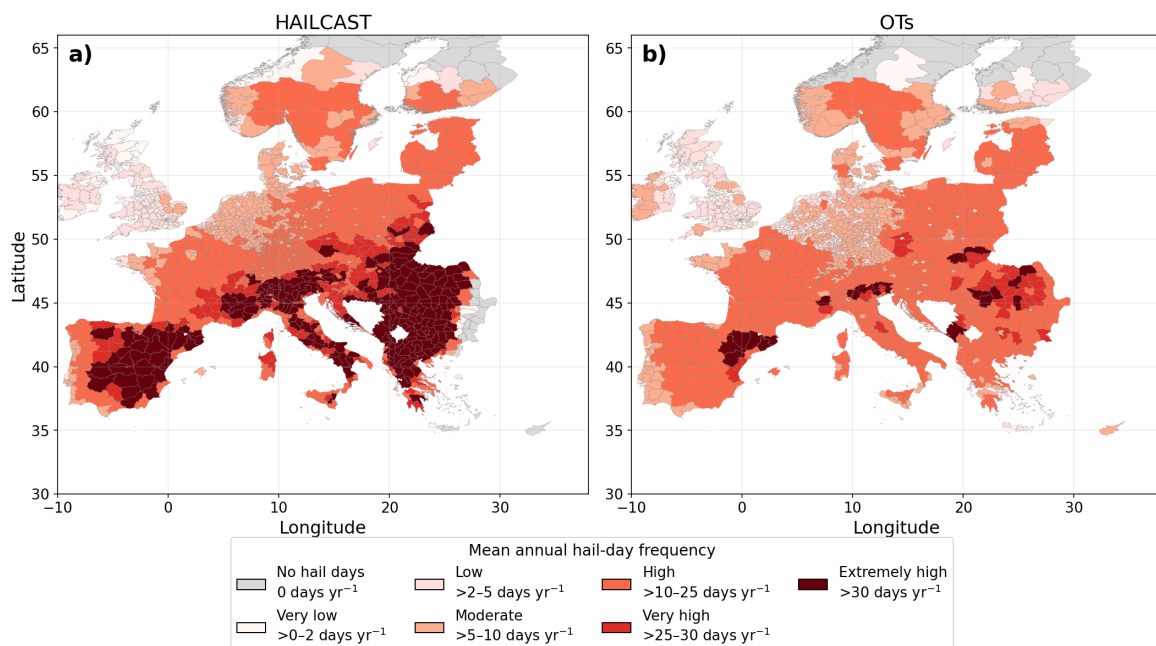 HAILCAST
OTs
a)
b)
65
60
55
50
45
40
35
30
Latitude
−10
0
10
20
30
Longitude
65
60
55
50
45
40
35
30
−10
0
10
20
30
Longitude
Mean annual hail-day frequency
No hail days
0 days yr⁻¹
Very low
>0–2 days yr⁻¹
Low
>2–5 days yr⁻¹
Moderate
>5–10 days yr⁻¹
High
>10–25 days yr⁻¹
Very high
>25–30 days yr⁻¹
Extremely high
>30 days yr⁻¹